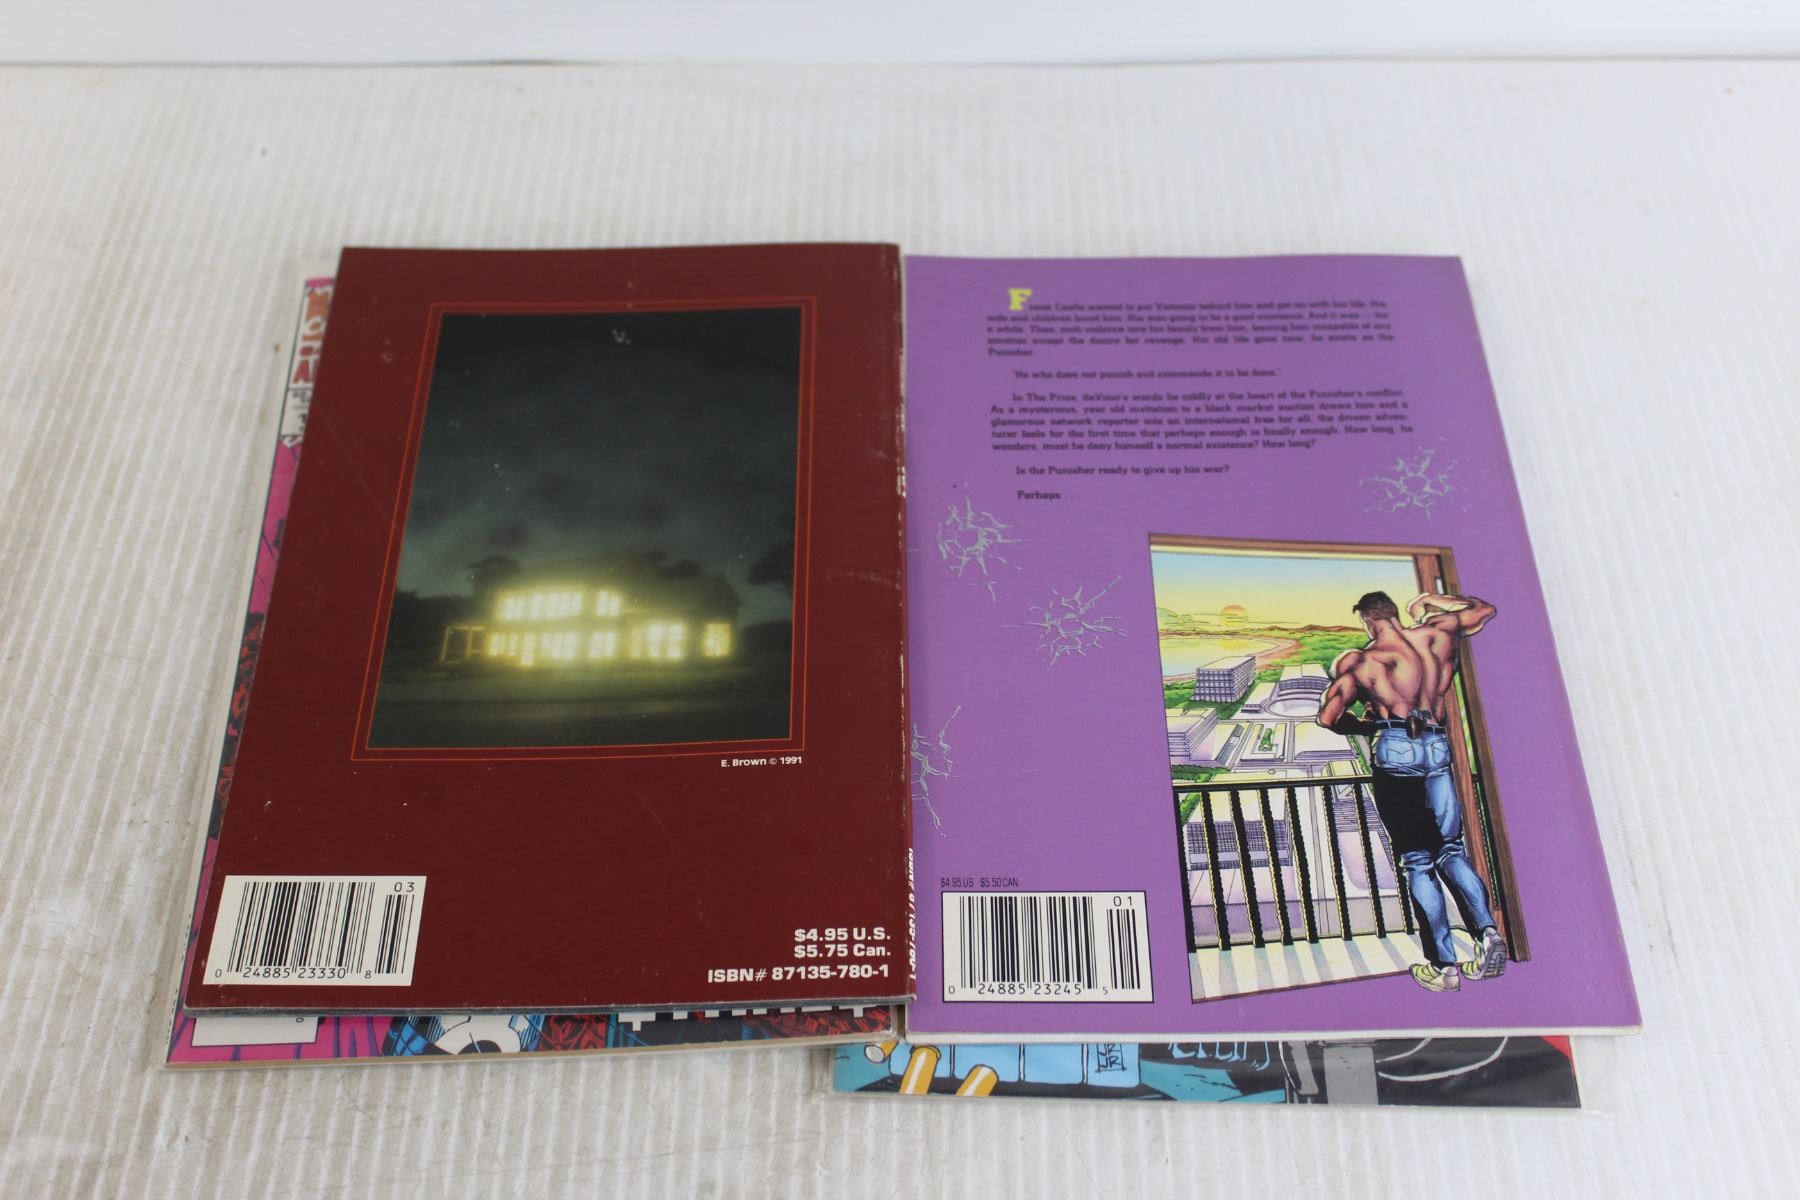 E. Brown © 1991
03
0 24885 23330 8
$4.95 U.S.
$5.75 Can.
ISBN# 87135-780-1
Frank Castle wanted to put Vietnam behind him and get on with his life. His
wife and children loved him. His was going to be a good existence. And it was—for
a while. Then, mob violence tore his family from him, leaving him incapable of any
emotion except the desire for revenge. His old life gone now, he exists as the
Punisher.
"He who does not punish evil commands it to be done."
In The Prize, daVinci's words lie coldly at the heart of the Punisher's conflict.
As a mysterious, year old invitation to a black market auction draws him and a
glamorous network reporter into an international free-for-all, the driven adven-
turer feels for the first time that perhaps enough is finally enough. How long, he
wonders, must he deny himself a normal existence? How long?
Is the Punisher ready to give up his war?
Perhaps . . .
$4.95 US $5.50 CAN
01
0 24885 23245 5
ISBN# 87135-780-1
JR
JR